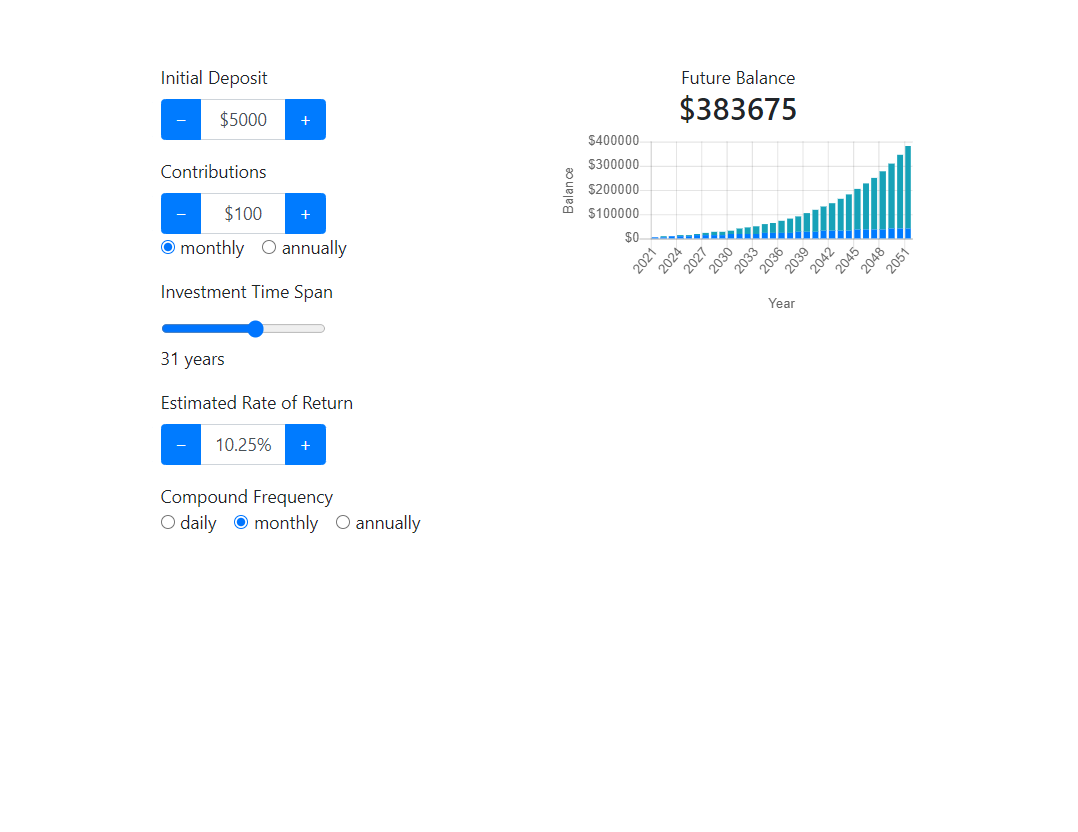 Initial Deposit
− $5000 +
Contributions
− $100 +
monthly annually
Investment Time Span
31 years
Estimated Rate of Return
− 10.25% +
Compound Frequency
daily monthly annually
Future Balance
$383675
$400000
$300000
$200000
$100000
$0
Balance
2021 2024 2027 2030 2033 2036 2039 2042 2045 2048 2051
Year